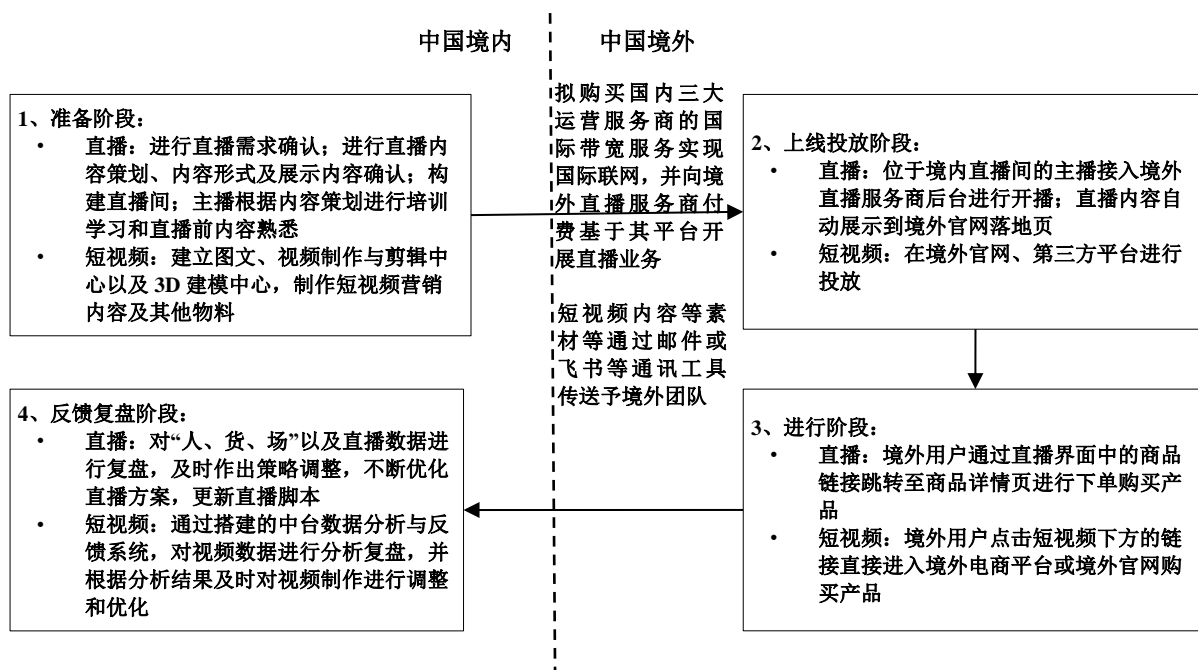 中国境内
中国境外
1、准备阶段：
• 直播：进行直播需求确认；进行直播内
容策划、内容形式及展示内容确认；构
建直播间；主播根据内容策划进行培训
学习和直播前内容熟悉
• 短视频：建立图文、视频制作与剪辑中
心以及 3D 建模中心，制作短视频营销
内容及其他物料
拟购买国内三大
运营服务商的国
际带宽服务实现
国际联网，并向境
外直播服务商付
费基于其平台开
展直播业务
短视频内容等素
材等通过邮件或
飞书等通讯工具
传送予境外团队
2、上线投放阶段：
• 直播：位于境内直播间的主播接入境外
直播服务商后台进行开播；直播内容自
动展示到境外官网落地页
• 短视频：在境外官网、第三方平台进行
投放
3、进行阶段：
• 直播：境外用户通过直播界面中的商品
链接跳转至商品详情页进行下单购买产
品
• 短视频：境外用户点击短视频下方的链
接直接进入境外电商平台或境外官网购
买产品
4、反馈复盘阶段：
• 直播：对“人、货、场”以及直播数据进
行复盘，及时作出策略调整，不断优化
直播方案，更新直播脚本
• 短视频：通过搭建的中台数据分析与反
馈系统，对视频数据进行分析复盘，并
根据分析结果及时对视频制作进行调整
和优化